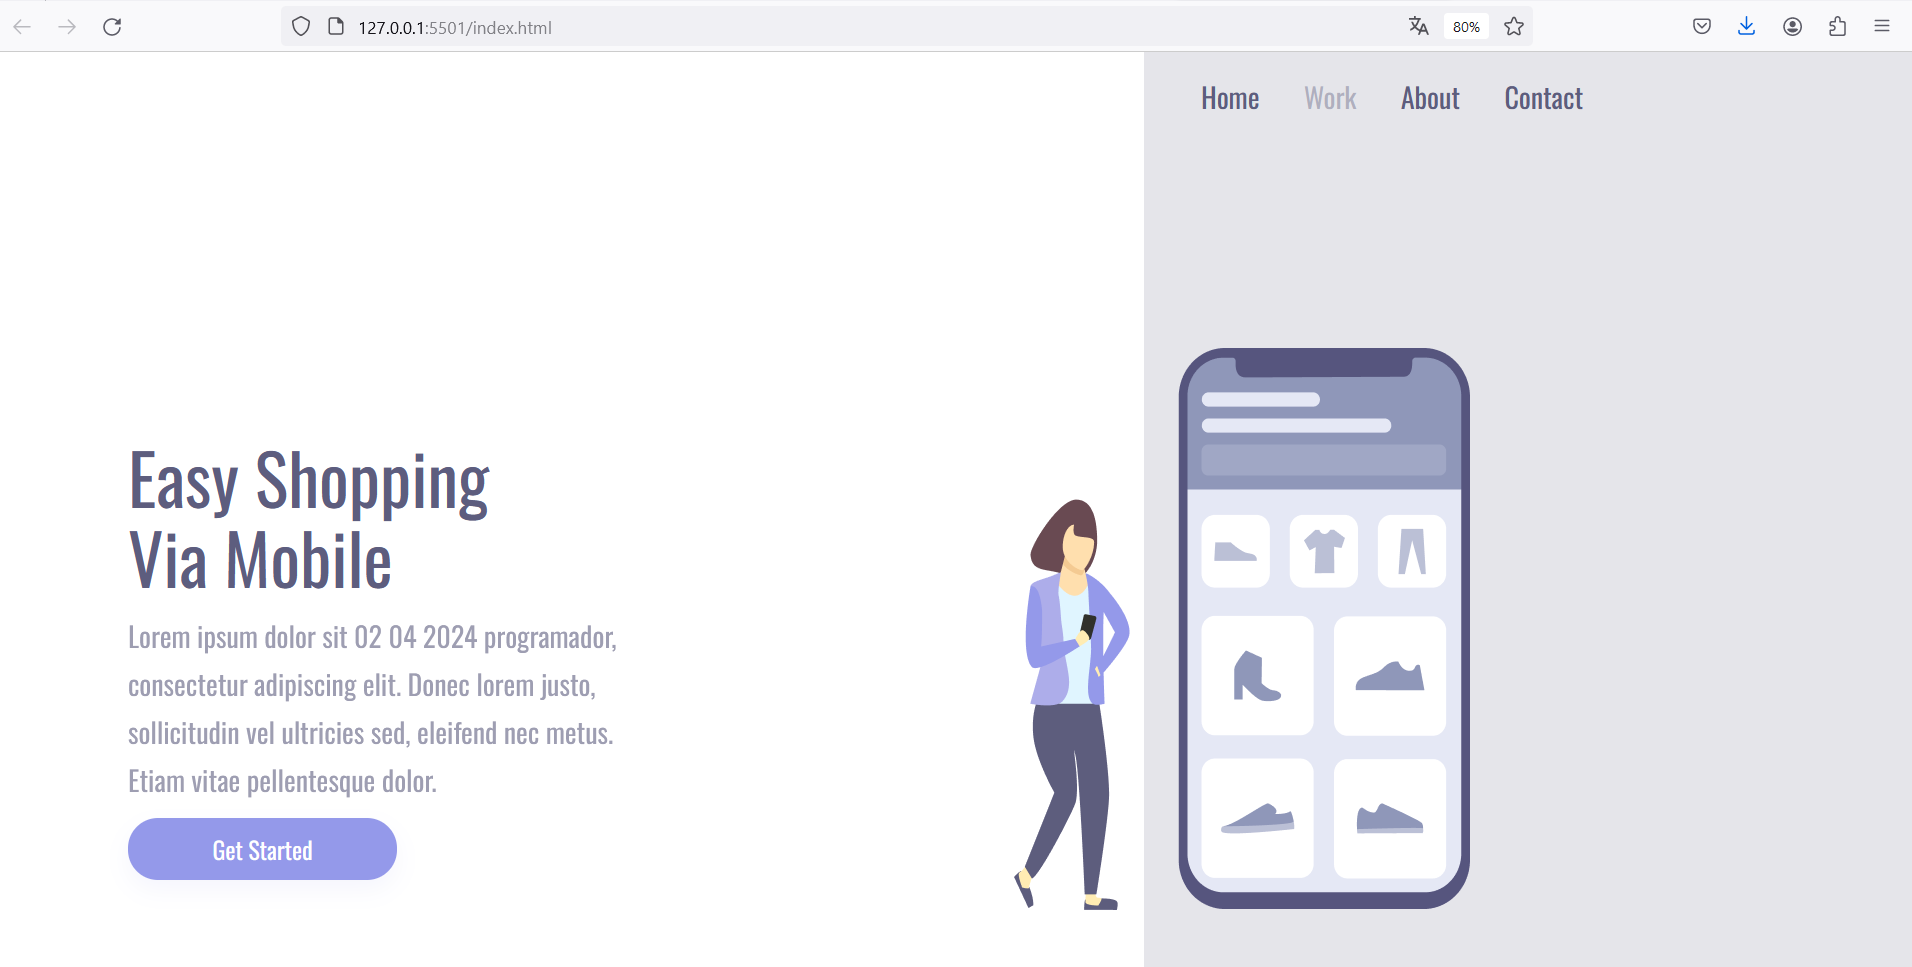 127.0.0.1:5501/index.html
80%
Home Work About Contact
Easy Shopping
Via Mobile
Lorem ipsum dolor sit 02 04 2024 programador,
consectetur adipiscing elit. Donec lorem justo,
sollicitudin vel ultricies sed, eleifend nec metus.
Etiam vitae pellentesque dolor.
Get Started